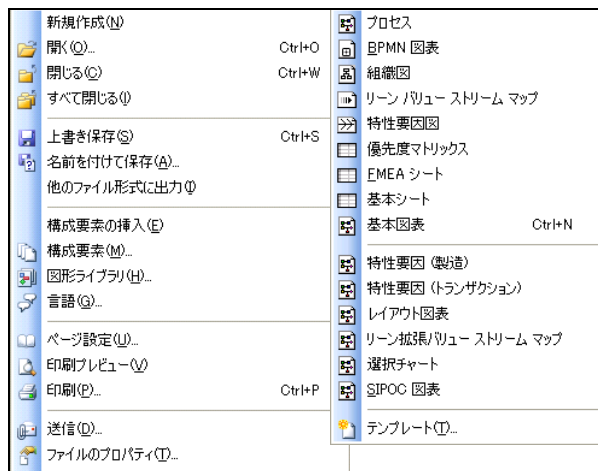 新規作成(N)
開く(O)... Ctrl+O
閉じる(C) Ctrl+W
すべて閉じる(I)
上書き保存(S) Ctrl+S
名前を付けて保存(A)...
他のファイル形式に出力(I)
構成要素の挿入(E)
構成要素(M)...
図形ライブラリ(H)...
言語(G)...
ページ設定(U)...
印刷プレビュー(V)
印刷(P)... Ctrl+P
送信(D)...
ファイルのプロパティ(T)...
プロセス
BPMN 図表
組織図
リーン バリュー ストリーム マップ
特性要因図
優先度マトリックス
FMEA シート
基本シート
基本図表 Ctrl+N
特性要因 (製造)
特性要因 (トランザクション)
レイアウト図表
リーン拡張バリュー ストリーム マップ
選択チャート
SIPOC 図表
テンプレート(T)...